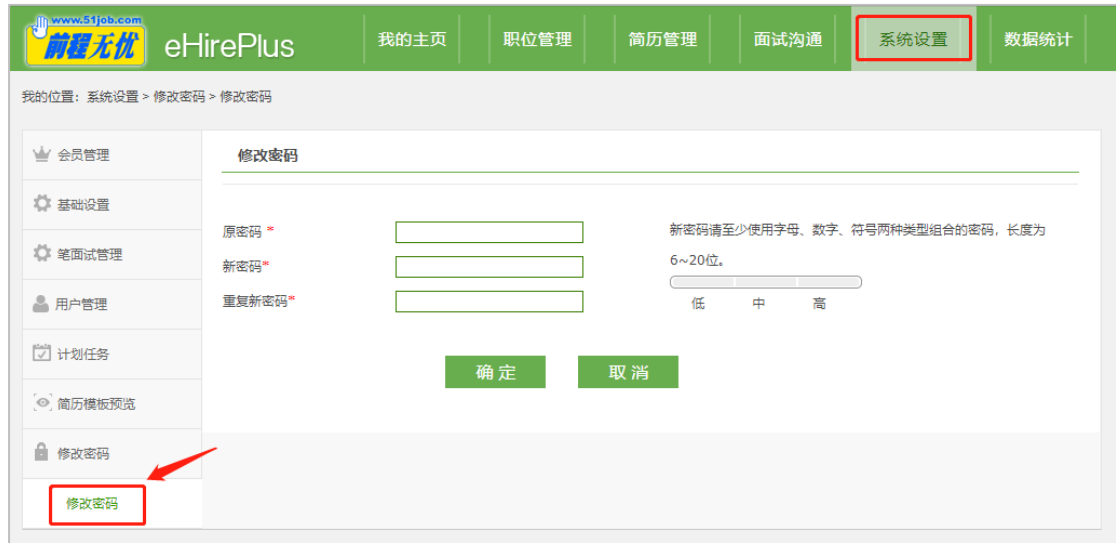 www.51job.com
前程无忧
eHirePlus
我的主页
职位管理
简历管理
面试沟通
系统设置
数据统计
我的位置：系统设置 > 修改密码 > 修改密码
会员管理
基础设置
笔面试管理
用户管理
计划任务
简历模板预览
修改密码
修改密码
修改密码
原密码 *
新密码*
重复新密码*
新密码请至少使用字母、数字、符号两种类型组合的密码，长度为
6~20位。
低 中 高
确 定
取 消